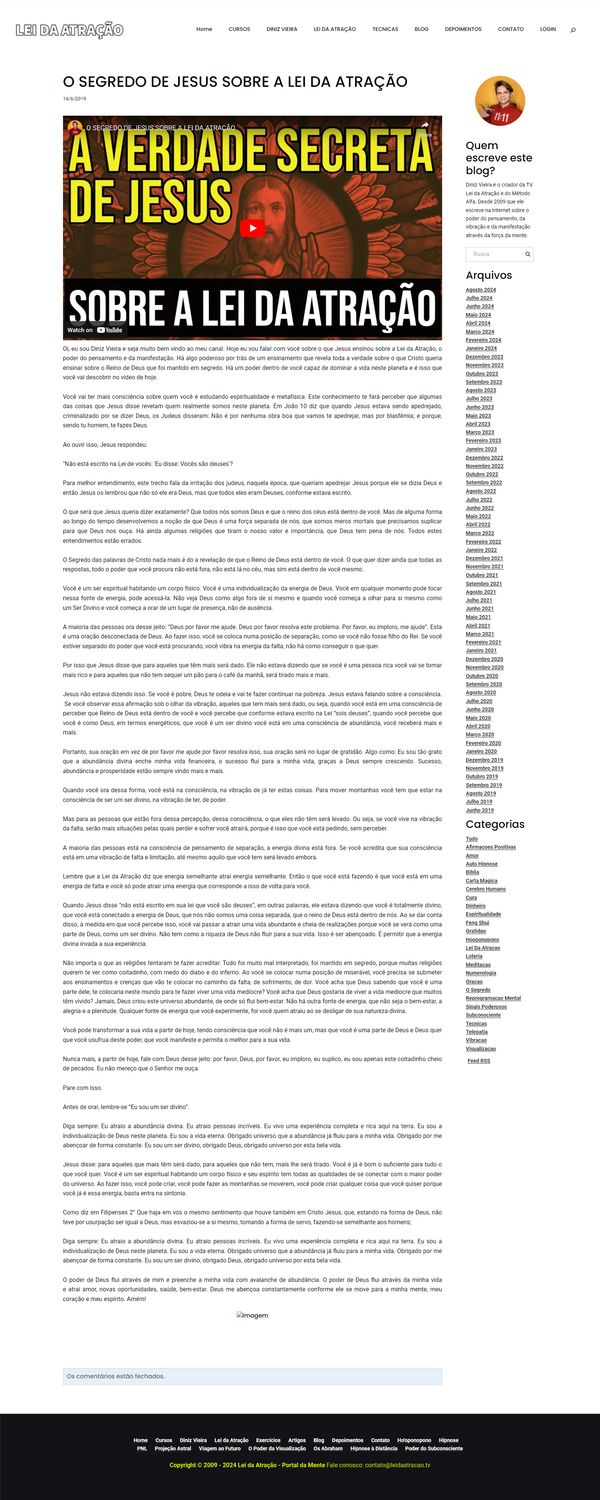 LEI DA ATRAÇÃO
Home CURSOS DINIZ VIEIRA LEI DA ATRAÇÃO TECNICAS BLOG DEPOIMENTOS CONTATO LOGIN
O SEGREDO DE JESUS SOBRE A LEI DA ATRAÇÃO
14/6/2019
O SEGREDO DE JESUS SOBRE A LEI DA ATRAÇÃO
Share
A VERDADE SECRETA
DE JESUS
SOBRE A LEI DA ATRAÇÃO
Watch on YouTube
Oi, eu sou Diniz Vieira e seja muito bem vindo ao meu canal. Hoje eu vou falar com você sobre o que Jesus ensinou sobre a Lei da Atração, o
poder do pensamento e da manifestação. Há algo poderoso por trás de um ensinamento que revela toda a verdade sobre o que Cristo queria
ensinar sobre o Reino de Deus que foi mantido em segredo. Há um poder dentro de você capaz de dominar a vida neste planeta e é isso que
você vai descobrir no vídeo de hoje.
Você vai ter mais consciência sobre quem você é estudando espiritualidade e metafísica. Este conhecimento te fará perceber que algumas
das coisas que Jesus disse revelam quem realmente somos neste planeta. Em João 10 diz que quando Jesus estava sendo apedrejado,
criminalizado por se dizer Deus, os Judeus disseram: Não é por nenhuma obra boa que vamos te apedrejar, mas por blasfêmia; e porque,
sendo tu homem, te fazes Deus.
Ao ouvir isso, Jesus respondeu:
"Não está escrito na Lei de vocês: 'Eu disse: Vocês são deuses'?
Para melhor entendimento, este trecho fala da irritação dos judeus, naquela época, que queriam apedrejar Jesus porque ele se dizia Deus e
então Jesus os lembrou que não só ele era Deus, mas que todos eles eram Deuses, conforme estava escrito.
O que será que Jesus queria dizer exatamente? Que todos nós somos Deus e que o reino dos céus está dentro de você. Mas de alguma forma
ao longo do tempo desenvolvemos a noção de que Deus é uma força separada de nós, que somos meros mortais que precisamos suplicar
para que Deus nos ouça. Há ainda algumas religiões que tiram o nosso valor e importância, que Deus tem pena de nós. Todos estes
entendimentos estão errados.
O Segredo das palavras de Cristo nada mais é do a revelação de que o Reino de Deus está dentro de você. O que quer dizer ainda que todas as
respostas, todo o poder que você procura não está fora, não está lá no céu, mas sim está dentro de você mesmo.
Você é um ser espiritual habitando um corpo físico. Você é uma individualização da energia de Deus. Você em qualquer momento pode tocar
nessa fonte de energia, pode acessá-la. Não veja Deus como algo fora de si mesmo e quando você começa a olhar para si mesmo como
um Ser Divino e você começa a orar de um lugar de presença, não de ausência.
A maioria das pessoas ora desse jeito: "Deus por favor me ajude. Deus por favor resolva este problema. Por favor, eu imploro, me ajude". Esta
é uma oração desconectada de Deus. Ao fazer isso, você se coloca numa posição de separação, como se você não fosse filho do Rei. Se você
estiver separado do poder que você está procurando, você vibra na energia da falta, não há como conseguir o que quer.
Por isso que Jesus disse que para aqueles que têm mais será dado. Ele não estava dizendo que se você é uma pessoa rica você vai se tornar
mais rico e para aqueles que não tem sequer um pão para o café da manhã, será tirado mais e mais.
Jesus não estava dizendo isso. Se você é pobre, Deus te odeia e vai te fazer continuar na pobreza. Jesus estava falando sobre a consciência.
Se você observar essa afirmação sob o olhar da vibração, aqueles que tem mais será dado, ou seja, quando você está em uma consciência de
perceber que Reino de Deus está dentro de você e você percebe que conforme estava escrito na Lei "sois deuses", quando você percebe que
você é como Deus, em termos energéticos, que você é um ser divino você está em uma consciência de abundância, você receberá mais e
mais.
Portanto, sua oração em vez de por favor me ajude por favor resolva isso, sua oração será no lugar de gratidão. Algo como: Eu sou tão grato
que a abundância divina enche minha vida financeira, o sucesso flui para a minha vida, graças a Deus sempre crescendo. Sucesso,
abundância e prosperidade estão sempre vindo mais e mais.
Quando você ora dessa forma, você está na consciência, na vibração de já ter estas coisas. Para mover montanhas você tem que estar na
consciência de ser um ser divino, na vibração de ter, de poder.
Mas para as pessoas que estão fora dessa percepção, dessa consciência, o que eles não têm será levado. Ou seja, se você vive na vibração
da falta, serão mais situações pelas quais perder e sofrer você atrairá, porque é isso que você está pedindo, sem perceber.
A maioria das pessoas está na consciência de pensamento de separação, a energia divina está fora. Se você acredita que sua consciência
está em uma vibração de falta e limitação, até mesmo aquilo que você tem será levado embora.
Lembre que a Lei da Atração diz que energia semelhante atrai energia semelhante. Então o que você está fazendo é que você está em uma
energia de falta e você só pode atrair uma energia que corresponde a isso de volta para você.
Quando Jesus disse "não está escrito em sua lei que você são deuses", em outras palavras, ele estava dizendo que você é totalmente divino,
que você está conectado a energia de Deus, que nós não somos uma coisa separada, que o reino de Deus está dentro de nós. Ao se dar conta
disso, à medida em que você percebe isso, você vai passar a atrair uma vida abundante e cheia de realizações porque você se verá como uma
parte de Deus, como um ser divino. Não tem como a riqueza de Deus não fluir para a sua vida. Isso é ser abençoado. É permitir que a energia
divina invada a sua experiência.
Não importa o que as religiões tentaram te fazer acreditar. Tudo foi muito mal interpretado, foi mantido em segredo, porque muitas religiões
querem te ver como coitadinho, com medo do diabo e do inferno. Ao você se colocar numa posição de miserável, você precisa se submeter
aos ensinamentos e crenças que vão te colocar no caminho da falta, de sofrimento, de dor. Você acha que Deus sabendo que você é uma
parte dele, te colocaria neste mundo para te fazer viver uma vida medíocre? Você acha que Deus gostaria de viver a vida medíocre que muitos
têm vivido? Jamais, Deus criou este universo abundante, de onde só flui bem-estar. Não há outra fonte de energia, que não seja o bem-estar, a
alegria e a plenitude. Qualquer fonte de energia que você experimente, foi você quem atraiu ao se desligar de sua natureza divina.
Você pode transformar a sua vida a partir de hoje, tendo consciência que você não é mais um, mas que você é uma parte de Deus e Deus quer
que você usufrua deste poder, que você manifeste e permita o melhor para a sua vida.
Nunca mais, a partir de hoje, fale com Deus desse jeito: por favor, Deus, por favor, eu imploro, eu suplico, eu sou apenas este coitadinho cheio
de pecados. Eu não mereço que o Senhor me ouça.
Pare com isso.
Antes de orar, lembre-se "Eu sou um ser divino".
Diga sempre: Eu atraio a abundância divina. Eu atraio pessoas incríveis. Eu vivo uma experiência completa e rica aqui na terra. Eu sou a
individualização de Deus neste planeta. Eu sou a vida eterna. Obrigado universo que a abundância já fluiu para a minha vida. Obrigado por me
abençoar de forma constante. Eu sou um ser divino, obrigado Deus, obrigado universo por esta bela vida.
Jesus disse: para aqueles que mais têm será dado, para aqueles que não tem, mais lhe será tirado. Você é já é bom o suficiente para tudo o
que você quer. Você é um ser espiritual habitando um corpo físico e seu espírito tem todas as qualidades de se conectar com o maior poder
do universo. Ao fazer isso, você pode criar, você pode fazer as montanhas se moverem, você pode criar qualquer coisa que você quiser porque
você já é essa energia, basta entra na sintonia.
Como diz em Filipenses 2" Que haja em vós o mesmo sentimento que houve também em Cristo Jesus, que, estando na forma de Deus, não
teve por usurpação ser igual a Deus, mas esvaziou-se a si mesmo, tomando a forma de servo, fazendo-se semelhante aos homens;
Diga sempre: Eu atraio a abundância divina. Eu atraio pessoas incríveis. Eu vivo uma experiência completa e rica aqui na terra. Eu sou a
individualização de Deus neste planeta. Eu sou a vida eterna. Obrigado universo que a abundância já fluiu para a minha vida. Obrigado por me
abençoar de forma constante. Eu sou um ser divino, obrigado Deus, obrigado universo por esta bela vida.
O poder de Deus flui através de mim e preenche a minha vida com avalanche de abundância. O poder de Deus flui através da minha vida
e atrai amor, novas oportunidades, saúde, bem-estar. Deus me abençoa constantemente conforme ele se move para a minha mente, meu
coração e meu espírito. Amém!
Imagem
Os comentários estão fechados.
11:11
Quem
escreve este
blog?
Diniz Vieira é o criador da TV
Lei da Atração e do Método
Alfa. Desde 2009 que ele
escreve na Internet sobre o
poder do pensamento, da
vibração e da manifestação
através da força da mente.
Busca
Arquivos
Agosto 2024
Julho 2024
Junho 2024
Maio 2024
Abril 2024
Março 2024
Fevereiro 2024
Janeiro 2024
Dezembro 2023
Novembro 2023
Outubro 2023
Setembro 2023
Agosto 2023
Julho 2023
Junho 2023
Maio 2023
Abril 2023
Março 2023
Fevereiro 2023
Janeiro 2023
Dezembro 2022
Novembro 2022
Outubro 2022
Setembro 2022
Agosto 2022
Julho 2022
Junho 2022
Maio 2022
Abril 2022
Março 2022
Fevereiro 2022
Janeiro 2022
Dezembro 2021
Novembro 2021
Outubro 2021
Setembro 2021
Agosto 2021
Julho 2021
Junho 2021
Maio 2021
Abril 2021
Março 2021
Fevereiro 2021
Janeiro 2021
Dezembro 2020
Novembro 2020
Outubro 2020
Setembro 2020
Agosto 2020
Julho 2020
Junho 2020
Maio 2020
Abril 2020
Março 2020
Fevereiro 2020
Janeiro 2020
Dezembro 2019
Novembro 2019
Outubro 2019
Setembro 2019
Agosto 2019
Julho 2019
Junho 2019
Categorias
Tudo
Afirmacoes Positivas
Amor
Auto Hipnose
Biblia
Carta Magica
Cerebro Humano
Cura
Dinheiro
Espiritualidade
Feng Shui
Gratidao
Hooponopono
Lei Da Atracao
Loteria
Meditacao
Numerologia
Oracao
O Segredo
Reprogramacao Mental
Sinais Poderosos
Subconsciente
Tecnicas
Telepatia
Vibracao
Visualizacao
Feed RSS
Home Cursos Diniz Vieira Lei da Atração Exercícios Artigos Blog Depoimentos Contato Ho'oponopono Hipnose
PNL Projeção Astral Viagem ao Futuro O Poder da Visualização Os Abraham Hipnose à Distância Poder do Subconsciente
Copyright © 2009 - 2024 Lei da Atração - Portal da Mente Fale conosco: contato@leidaatracao.tv